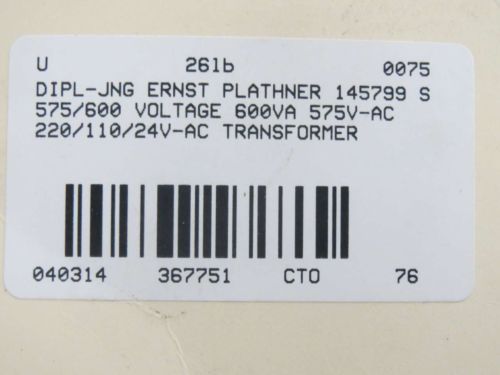 U 26lb 0075
DIPL-JNG ERNST PLATHNER 145799 S
575/600 VOLTAGE 600VA 575V-AC
220/110/24V-AC TRANSFORMER
040314 367751 CTO 76